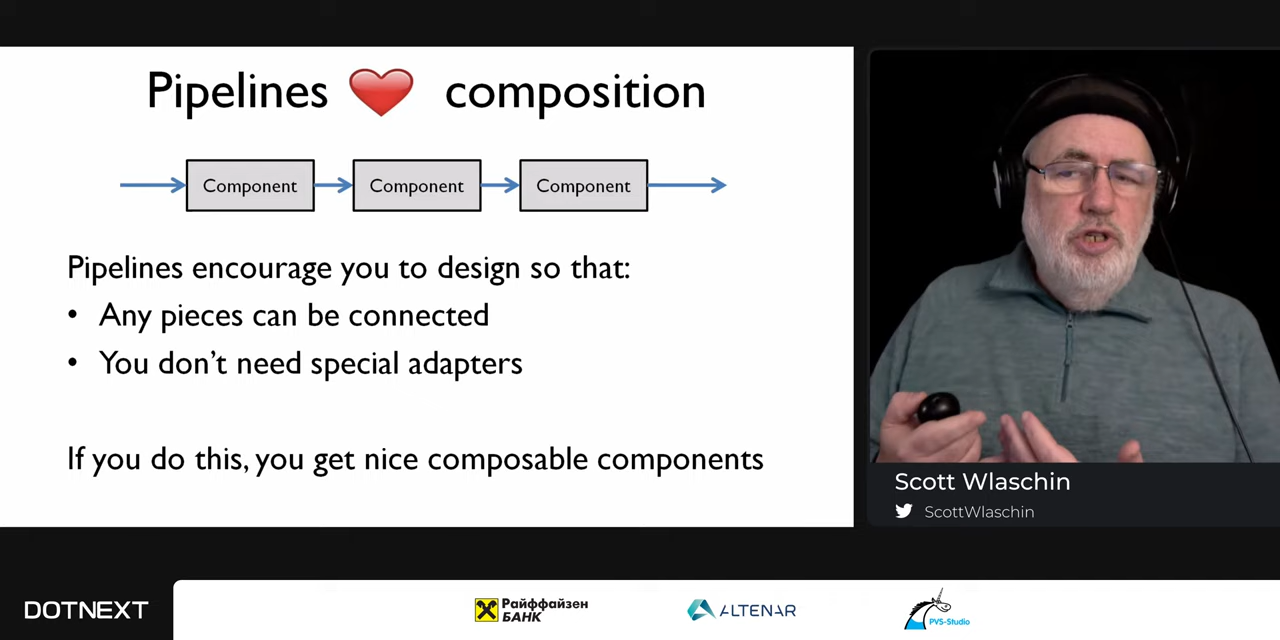 Pipelines ❤ composition
Component Component Component
Pipelines encourage you to design so that:
• Any pieces can be connected
• You don't need special adapters
If you do this, you get nice composable components
Scott Wlaschin
ScottWlaschin
DOTNEXT
Райффайзен
БАНК
ALTENAR
PVS-Studio